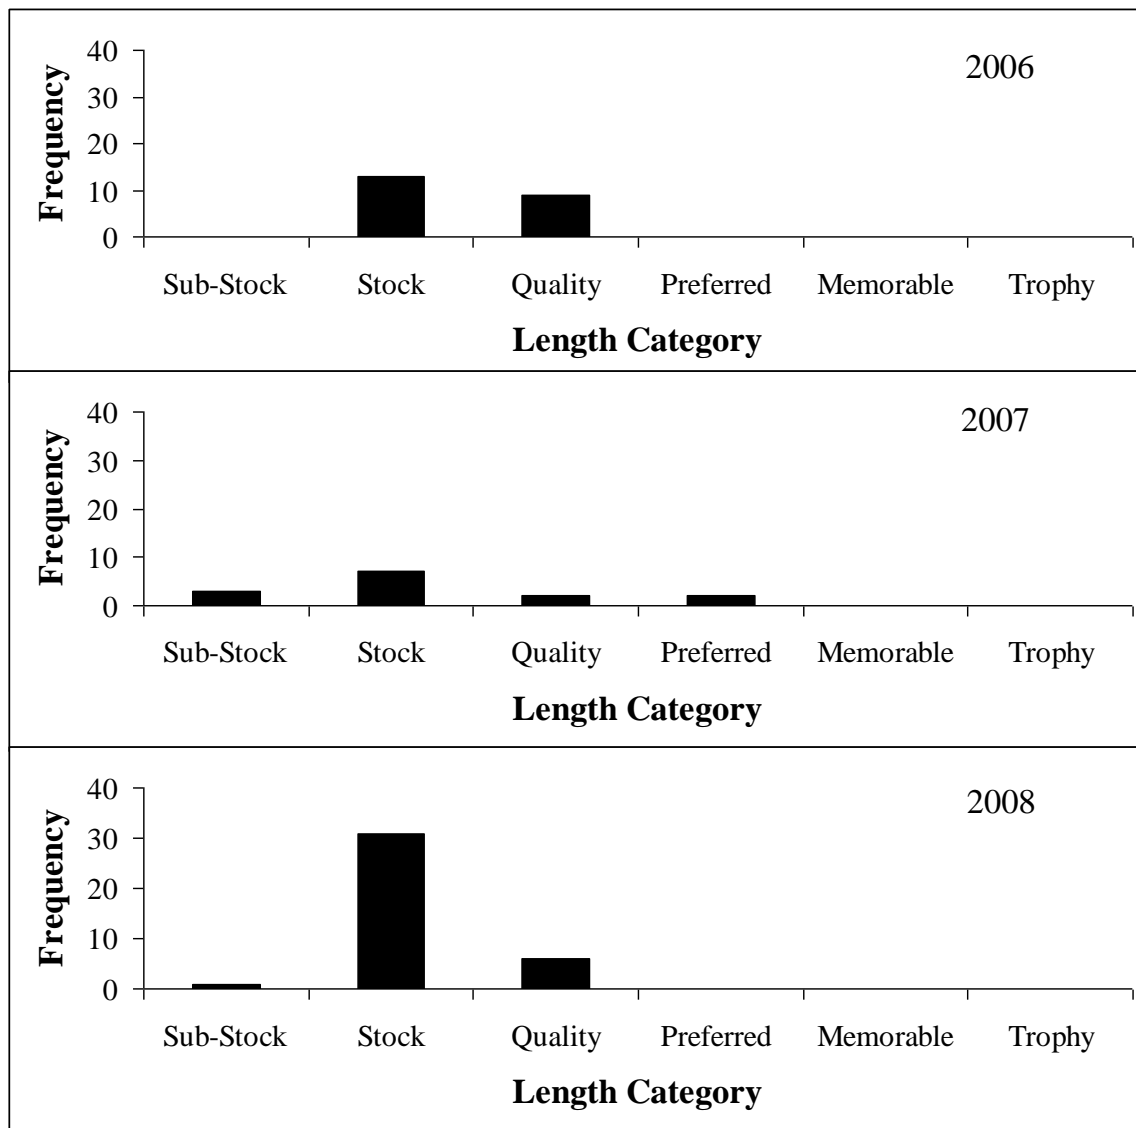 2006
Frequency
40
30
20
10
0
Sub-Stock Stock Quality Preferred Memorable Trophy
Length Category
2007
Frequency
40
30
20
10
0
Sub-Stock Stock Quality Preferred Memorable Trophy
Length Category
2008
Frequency
40
30
20
10
0
Sub-Stock Stock Quality Preferred Memorable Trophy
Length Category